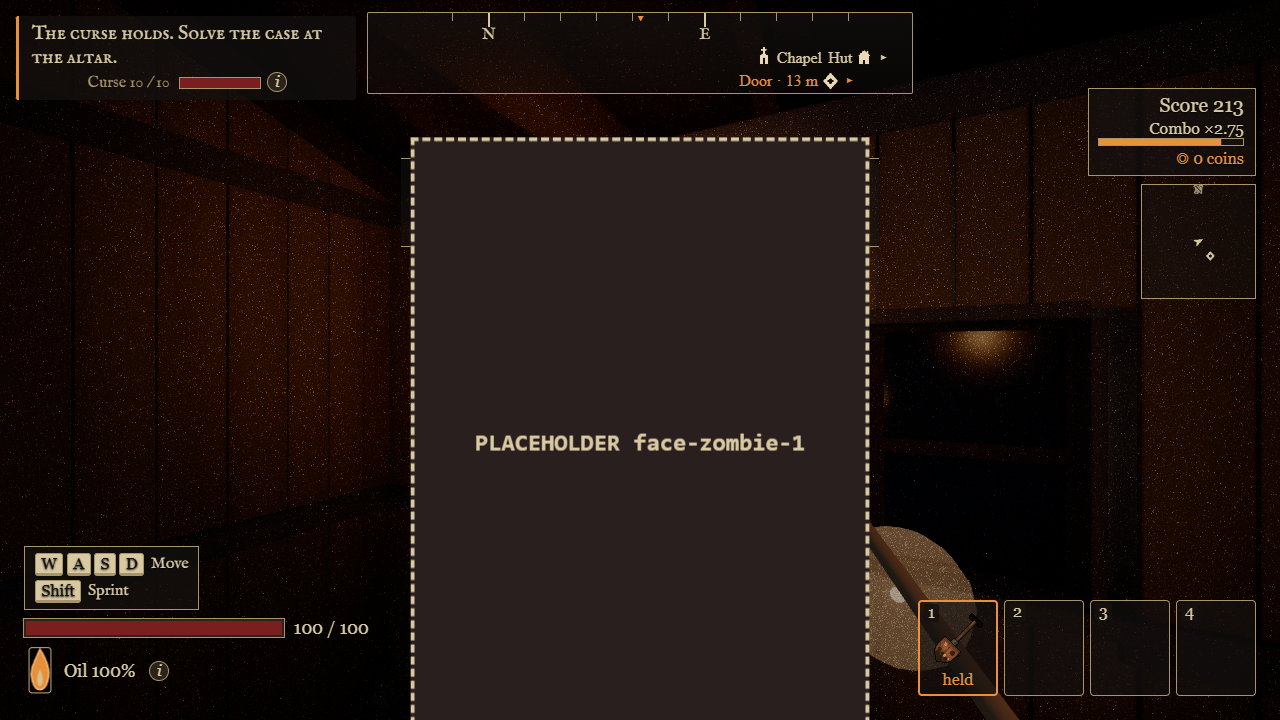 The curse holds. Solve the case at
the altar.
Curse 10 / 10 i
N E
Chapel Hut
Door · 13 m
Score 213
Combo ×2.75
© 0 coins
PLACEHOLDER face-zombie-1
W A S D Move
Shift Sprint
100 / 100
Oil 100% i
1 2 3 4
held